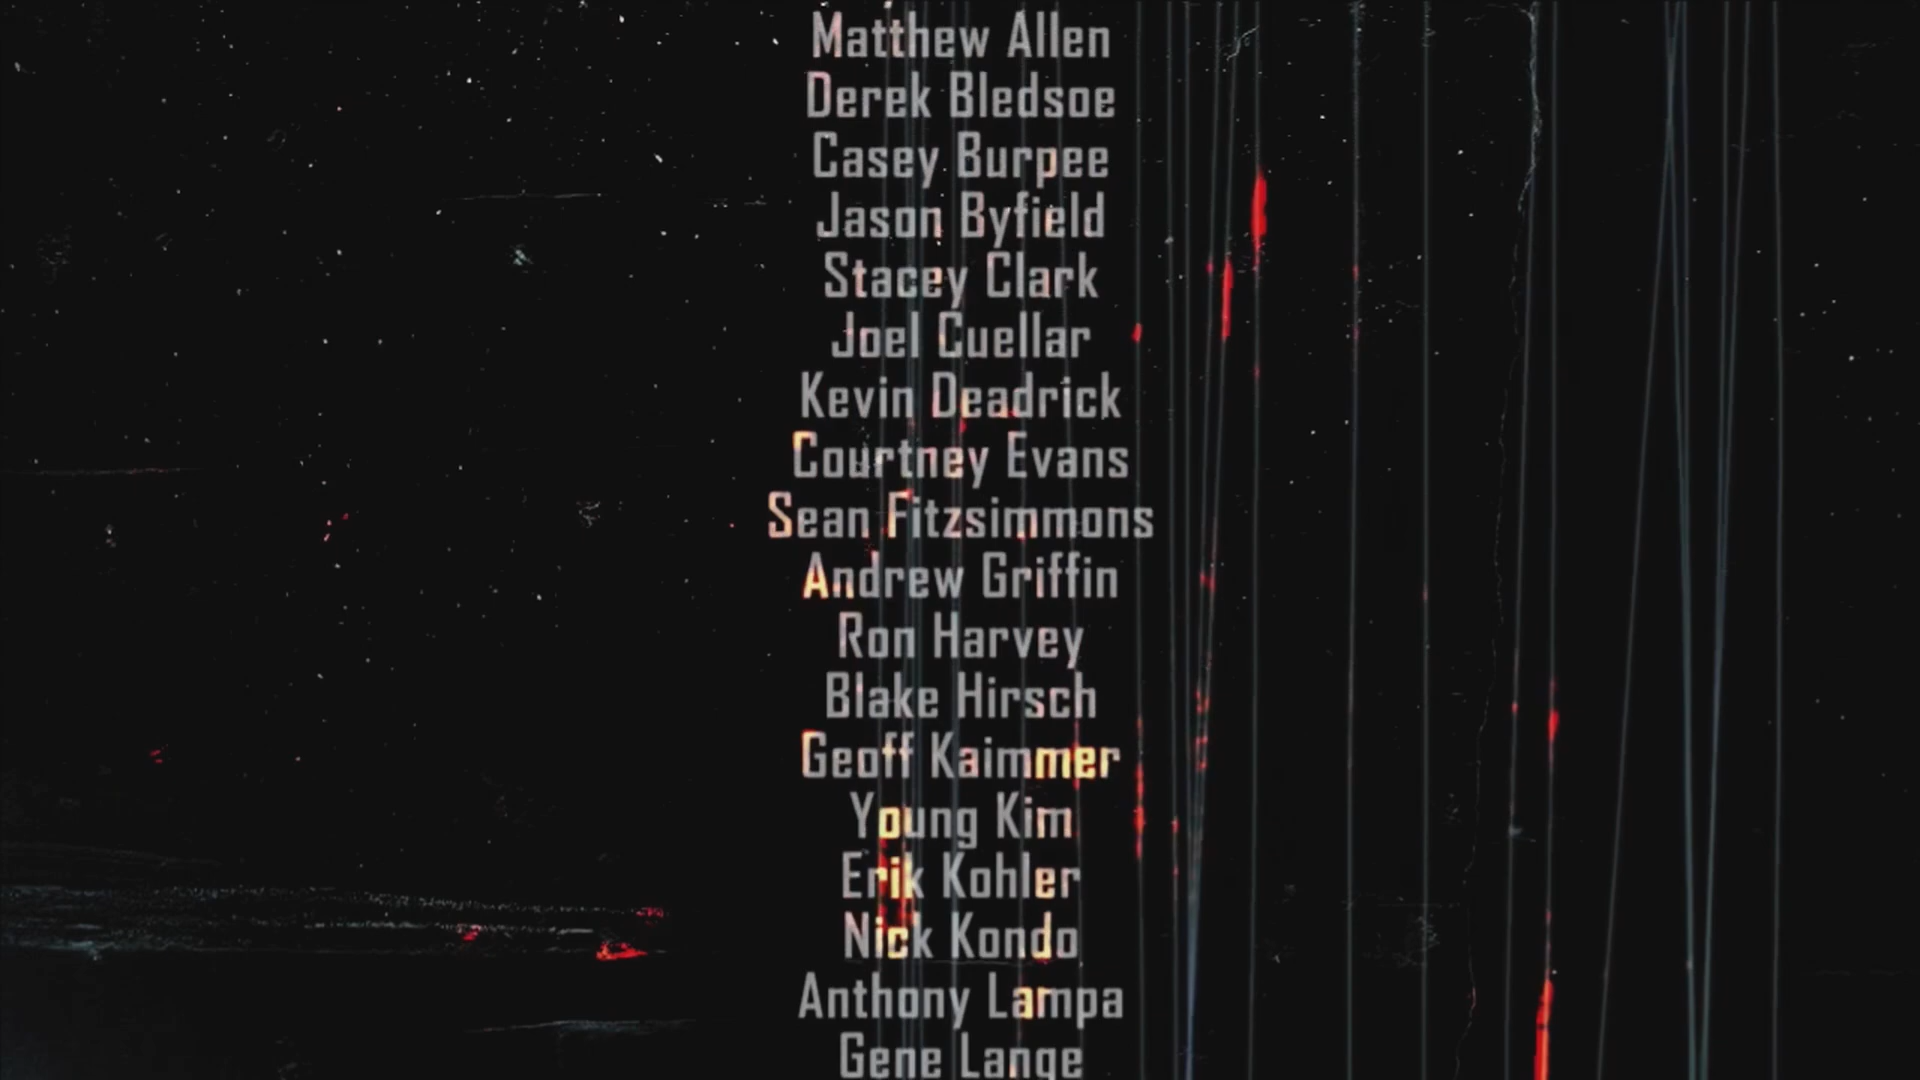 Matthew Allen
Derek Bledsoe
Casey Burpee
Jason Byfield
Stacey Clark
Joel Cuellar
Kevin Deadrick
Courtney Evans
Sean Fitzsimmons
Andrew Griffin
Ron Harvey
Blake Hirsch
Geoff Kaimmer
Young Kim
Erik Kohler
Nick Kondo
Anthony Lampa
Gene Lange